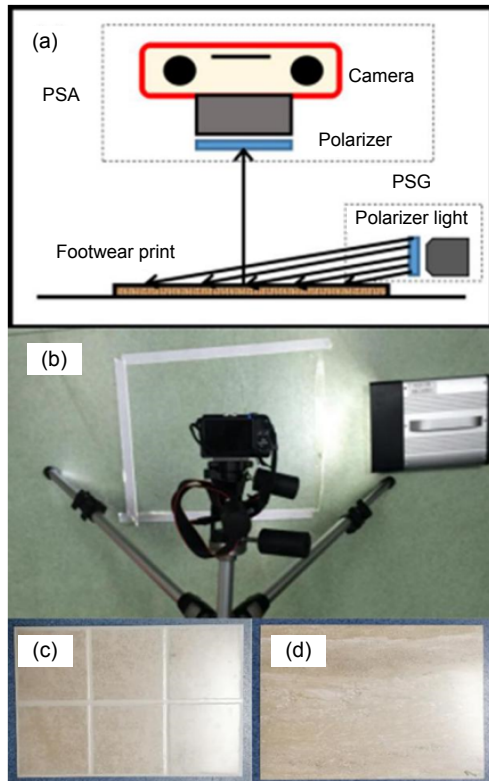 (a)
Camera
PSA
Polarizer
PSG
Polarizer light
Footwear print
(b)
(c)
(d)